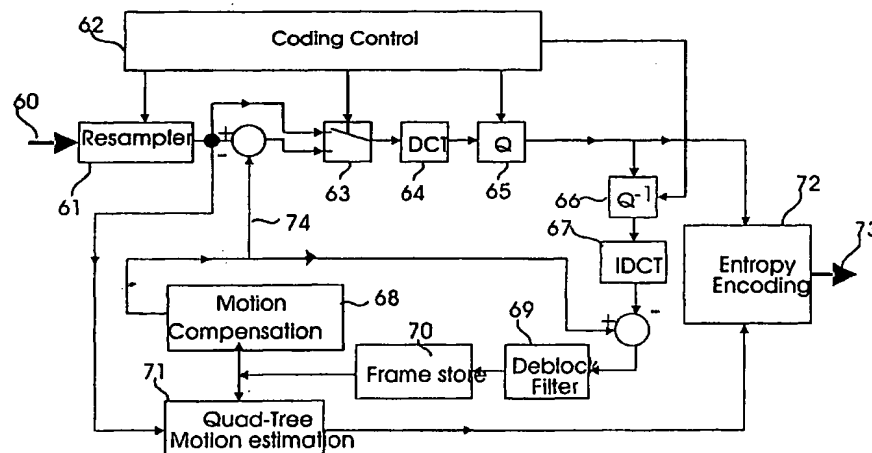 62
Coding Control
60
Resampler
±
-
61
63
DCT
64
Q
65
66
Q-1
72
73
67
IDCT
Entropy
Encoding
74
Motion
Compensation
68
±
-
69
70
Frame store
Deblock
Filter
71
Quad-Tree
Motion estimation